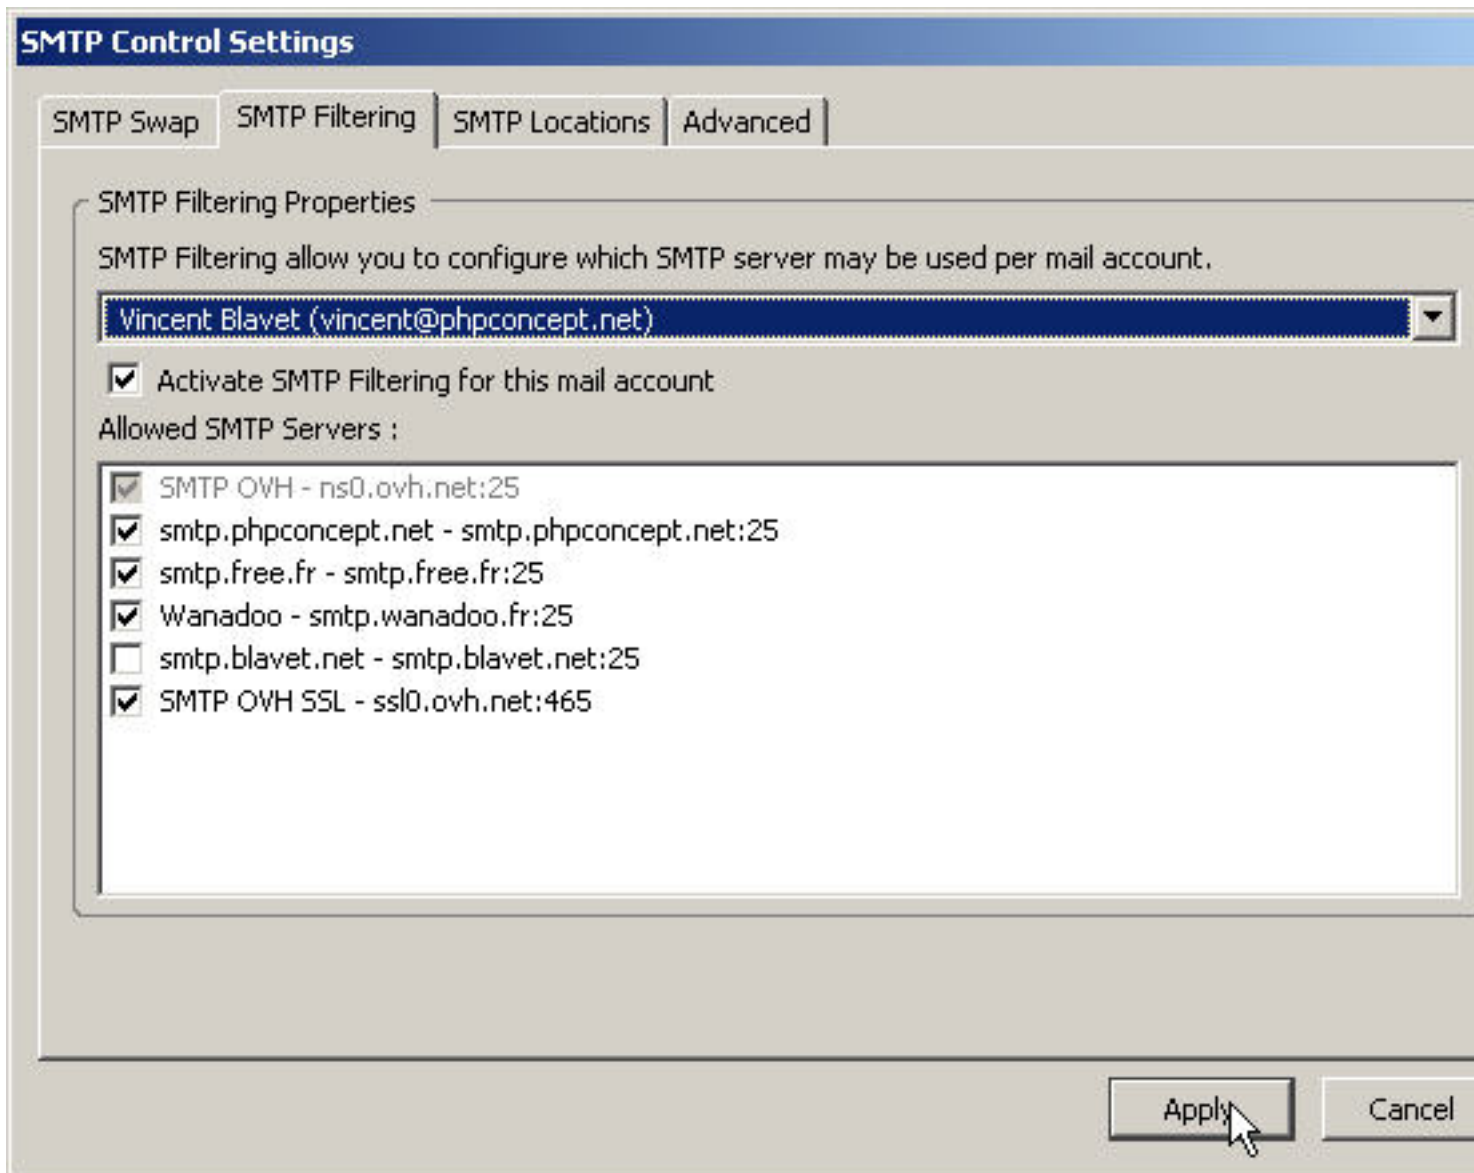 SMTP Control Settings
SMTP Swap SMTP Filtering SMTP Locations Advanced
SMTP Filtering Properties
SMTP Filtering allow you to configure which SMTP server may be used per mail account.
Vincent Blavet (vincent@phpconcept.net)
Activate SMTP Filtering for this mail account
Allowed SMTP Servers :
SMTP OVH - ns0.ovh.net:25
smtp.phpconcept.net - smtp.phpconcept.net:25
smtp.free.fr - smtp.free.fr:25
Wanadoo - smtp.wanadoo.fr:25
smtp.blavet.net - smtp.blavet.net:25
SMTP OVH SSL - ssl0.ovh.net:465
Apply Cancel